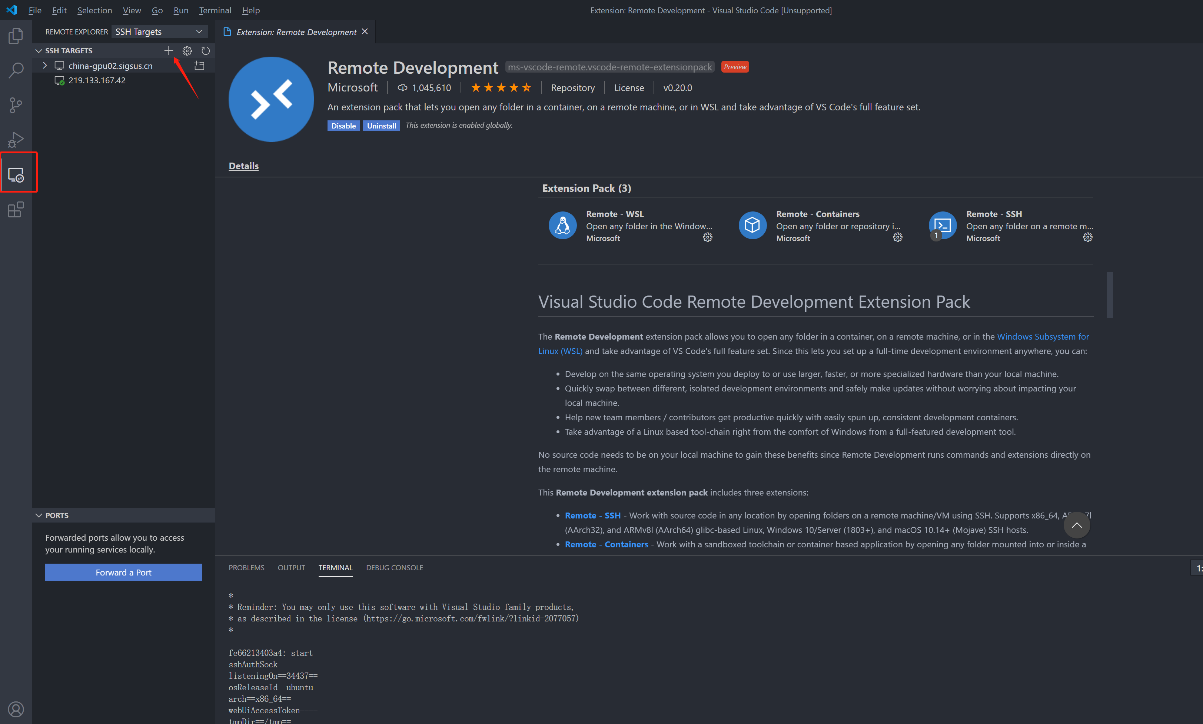 File Edit Selection View Go Run Terminal Help
Extension: Remote Development - Visual Studio Code [Unsupported]
REMOTE EXPLORER SSH Targets
SSH TARGETS
china-gpu02.sigsus.cn
219.133.167.42
Extension: Remote Development
Remote Development ms-vscode-remote.vscode-remote-extensionpack Preview
Microsoft 1,045,610 Repository License v0.20.0
An extension pack that lets you open any folder in a container, on a remote machine, or in WSL and take advantage of VS Code's full feature set.
Disable Uninstall This extension is enabled globally.
Details
Extension Pack (3)
Remote - WSL
Open any folder in the Window...
Microsoft
Remote - Containers
Open any folder or repository i...
Microsoft
Remote - SSH
Open any folder on a remote m...
1
Microsoft
Visual Studio Code Remote Development Extension Pack
The Remote Development extension pack allows you to open any folder in a container, on a remote machine, or in the Windows Subsystem for
Linux (WSL) and take advantage of VS Code's full feature set. Since this lets you set up a full-time development environment anywhere, you can:
• Develop on the same operating system you deploy to or use larger, faster, or more specialized hardware than your local machine.
• Quickly swap between different, isolated development environments and safely make updates without worrying about impacting your
local machine.
• Help new team members / contributors get productive quickly with easily spun up, consistent development containers.
• Take advantage of a Linux based tool-chain right from the comfort of Windows from a full-featured development tool.
No source code needs to be on your local machine to gain these benefits since Remote Development runs commands and extensions directly on
the remote machine.
This Remote Development extension pack includes three extensions:
• Remote - SSH - Work with source code in any location by opening folders on a remote machine/VM using SSH. Supports x86_64,
(AArch32), and ARMv8l (AArch64) glibc-based Linux, Windows 10/Server (1803+), and macOS 10.14+ (Mojave) SSH hosts.
• Remote - Containers - Work with a sandboxed toolchain or container based application by opening any folder mounted into or inside a
PORTS
Forwarded ports allow you to access
your running services locally.
Forward a Port
PROBLEMS OUTPUT TERMINAL DEBUG CONSOLE
1:
*
* Reminder: You may only use this software with Visual Studio family products,
* as described in the license (https://go.microsoft.com/fwlink/?linkid=2077057)
*
fe66213403a4: start
sshAuthSock
listeningOn==34437==
osReleaseId ubuntu
arch==x86_64==
webUiAccessToken
tmpDir==/tmp==